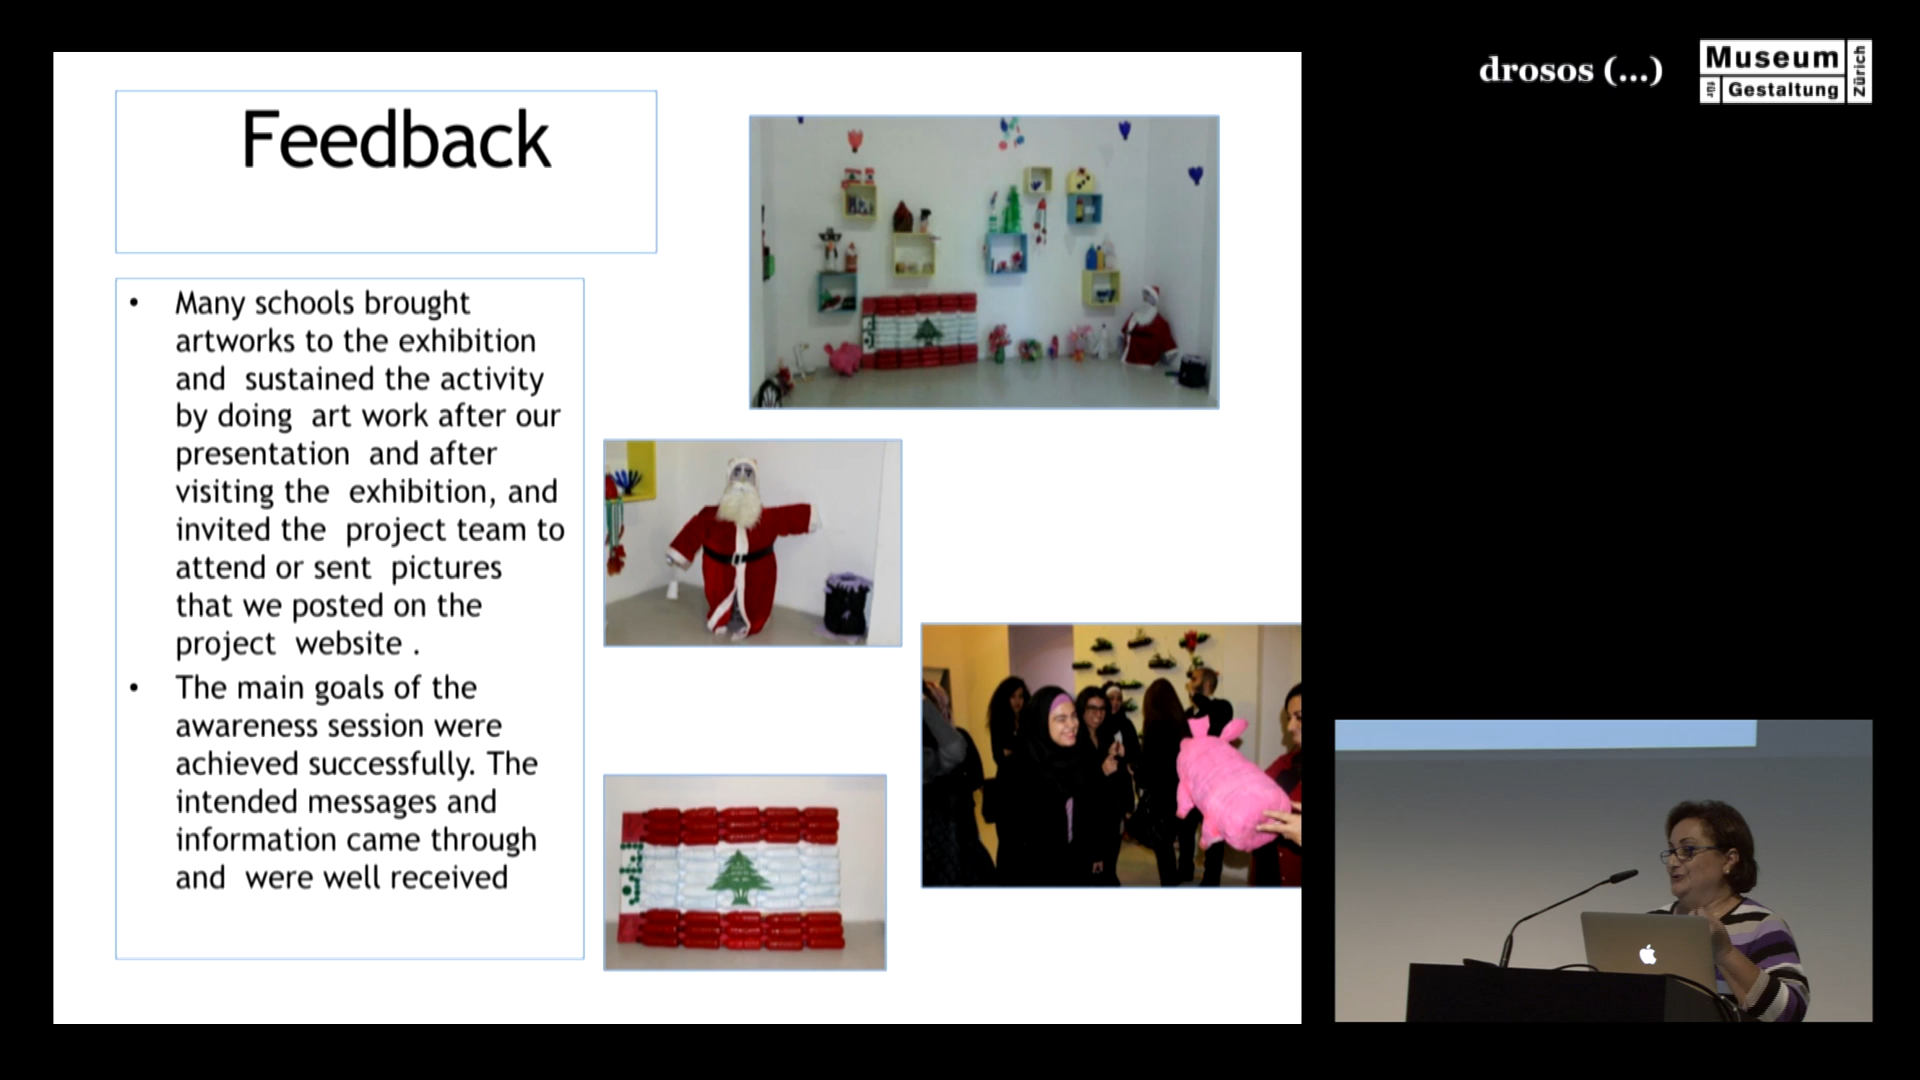 drosos (...)
Museum
für Gestaltung
Zürich
Feedback
• Many schools brought
artworks to the exhibition
and sustained the activity
by doing art work after our
presentation and after
visiting the exhibition, and
invited the project team to
attend or sent pictures
that we posted on the
project website .
• The main goals of the
awareness session were
achieved successfully. The
intended messages and
information came through
and were well received